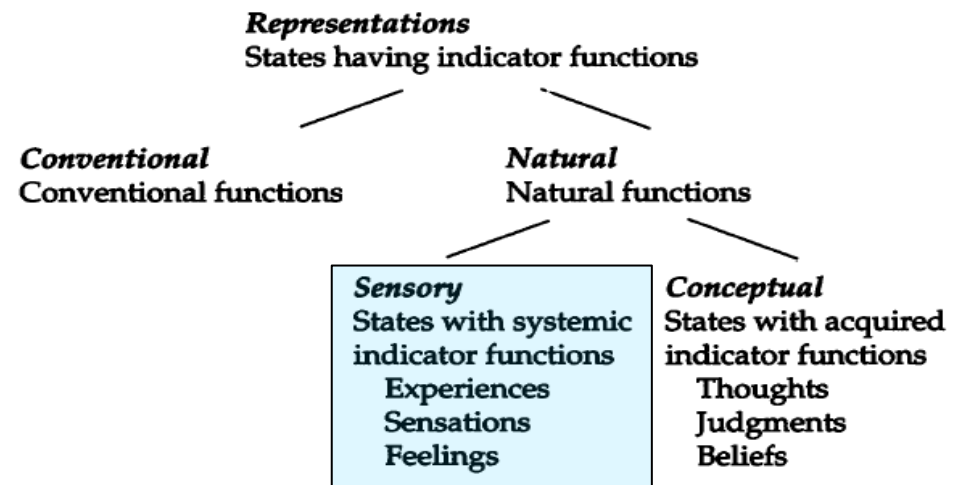 Representations
States having indicator functions
Conventional
Conventional functions
Natural
Natural functions
Sensory
States with systemic
indicator functions
Experiences
Sensations
Feelings
Conceptual
States with acquired
indicator functions
Thoughts
Judgments
Beliefs